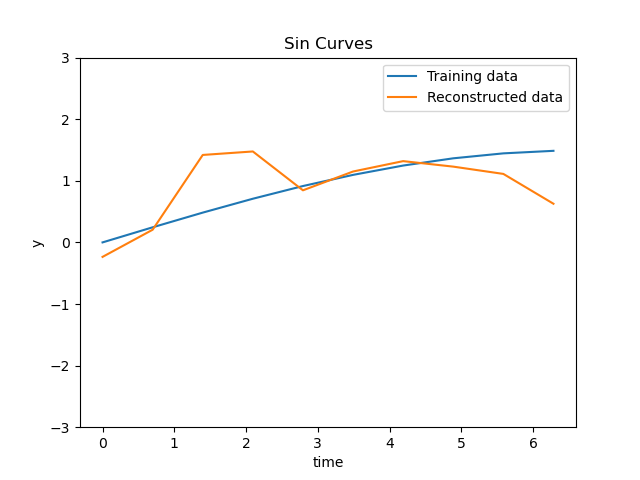 Sin Curves
Training data
Reconstructed data
3
2
1
0
−1
−2
−3
y
0 1 2 3 4 5 6
time